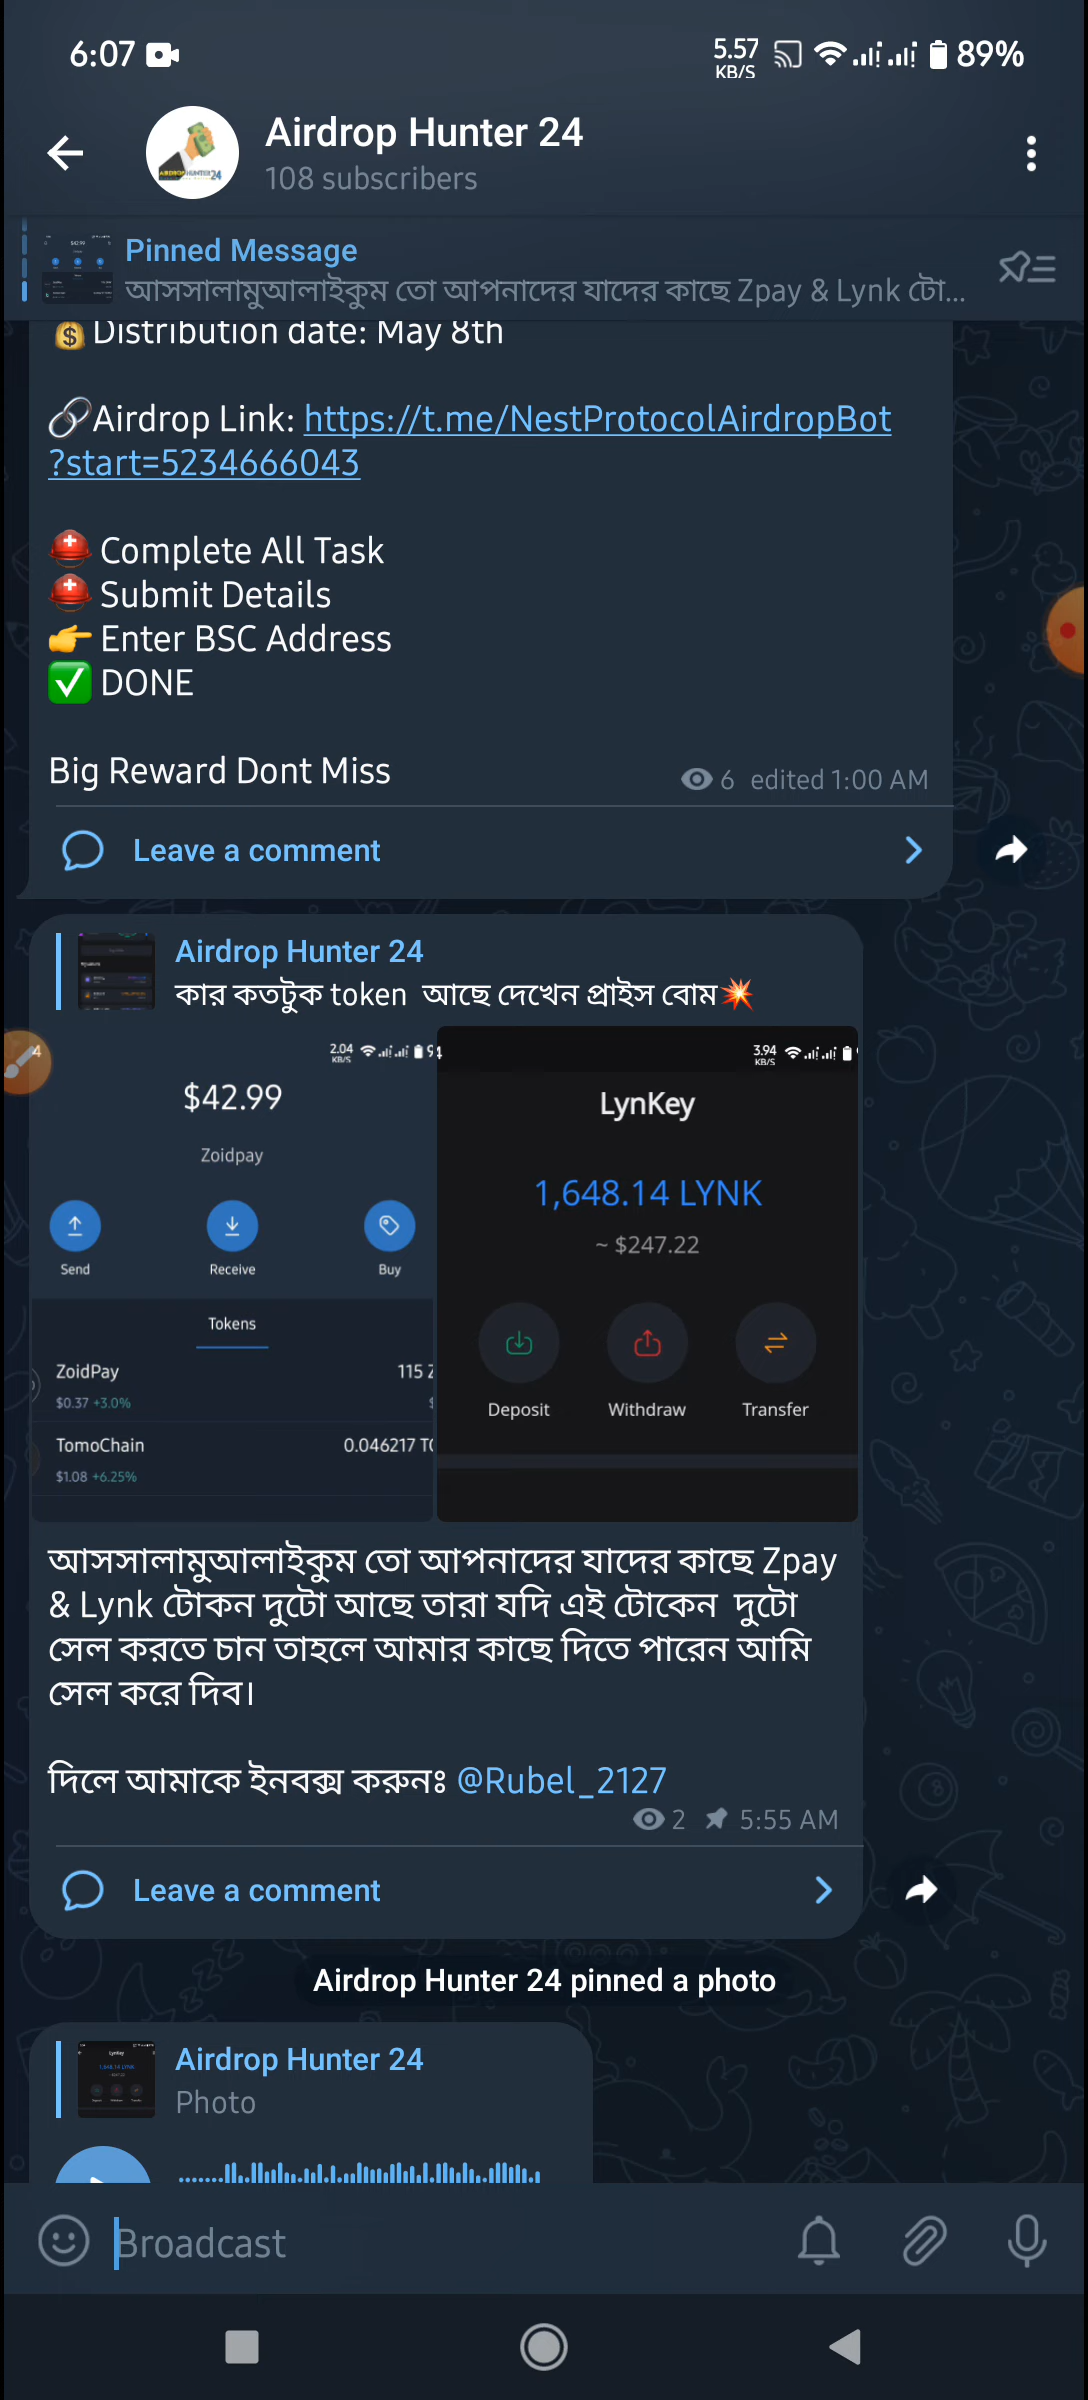 6:07
5.57
KB/S
89%
Airdrop Hunter 24
108 subscribers
Pinned Message
আসসালামুআলাইকুম তো আপনাদের যাদের কাছে Zpay & Lynk টো...
💰Distribution date: May 8th
🔗Airdrop Link: https://t.me/NestProtocolAirdropBot
?start=5234666043
⛑ Complete All Task
⛑ Submit Details
👉 Enter BSC Address
✅ DONE
Big Reward Dont Miss
6 edited 1:00 AM
Leave a comment
Airdrop Hunter 24
কার কতটুক token আছে দেখেন প্রাইস বোম💥
2.04
KB/S
$42.99
Zoidpay
Send
Receive
Buy
Tokens
ZoidPay
115
$0.37 +3.0%
TomoChain
0.046217
$1.08 +6.25%
3.94
KB/S
LynKey
1,648.14 LYNK
~ $247.22
Deposit
Withdraw
Transfer
আসসালামুআলাইকুম তো আপনাদের যাদের কাছে Zpay
& Lynk টোকন দুটো আছে তারা যদি এই টোকেন দুটো
সেল করতে চান তাহলে আমার কাছে দিতে পারেন আমি
সেল করে দিব।
দিলে আমাকে ইনবক্স করুনঃ @Rubel_2127
2 5:55 AM
Leave a comment
Airdrop Hunter 24 pinned a photo
Airdrop Hunter 24
Photo
Broadcast